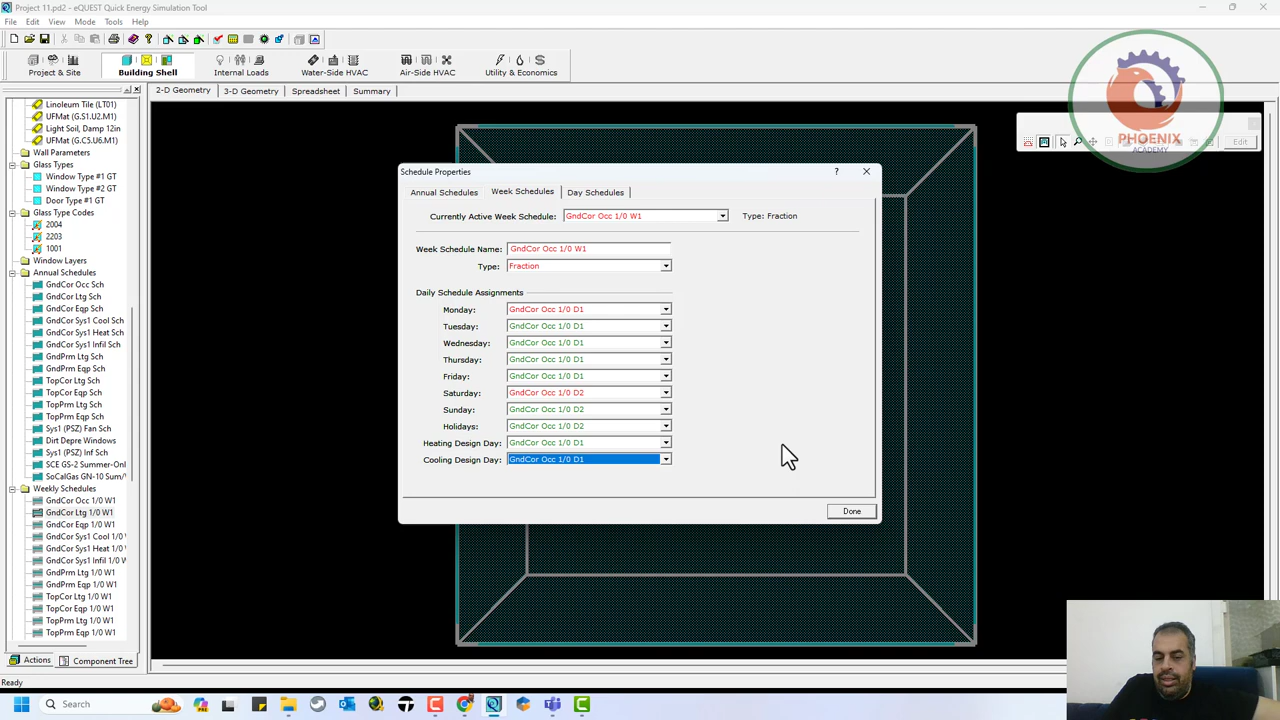 Project 11.pd2 - eQUEST Quick Energy Simulation Tool
File Edit View Mode Tools Help
Project & Site
Building Shell
Internal Loads
Water-Side HVAC
Air-Side HVAC
Utility & Economics
2-D Geometry
3-D Geometry
Spreadsheet
Summary
Linoleum Tile (LT01)
UFMat (G.S1.U2.M1)
Light Soil, Damp 12in
UFMat (G.C5.U6.M1)
Wall Parameters
Glass Types
Window Type #1 GT
Window Type #2 GT
Door Type #1 GT
Glass Type Codes
2004
2203
1001
Window Layers
Annual Schedules
GndCor Occ Sch
GndCor Ltg Sch
GndCor Eqp Sch
GndCor Sys1 Cool Sch
GndCor Sys1 Heat Sch
GndCor Sys1 Infil Sch
GndPrm Ltg Sch
GndPrm Eqp Sch
TopCor Ltg Sch
TopCor Eqp Sch
TopPrm Ltg Sch
TopPrm Eqp Sch
Sys1 (PSZ) Fan Sch
Dirt Depre Windows
Sys1 (PSZ) Inf Sch
SCE GS-2 Summer-Onl
SoCalGas GN-10 Sum/
Weekly Schedules
GndCor Occ 1/0 W1
GndCor Ltg 1/0 W1
GndCor Eqp 1/0 W1
GndCor Sys1 Cool 1/0
GndCor Sys1 Heat 1/0
GndCor Sys1 Infil 1/0 W
GndPrm Ltg 1/0 W1
GndPrm Eqp 1/0 W1
TopCor Ltg 1/0 W1
TopCor Eqp 1/0 W1
TopPrm Ltg 1/0 W1
TopPrm Eqp 1/0 W1
Actions
Component Tree
Ready
Schedule Properties
?
Annual Schedules
Week Schedules
Day Schedules
Currently Active Week Schedule: GndCor Occ 1/0 W1 Type: Fraction
Week Schedule Name: GndCor Occ 1/0 W1
Type: Fraction
Daily Schedule Assignments
Monday: GndCor Occ 1/0 D1
Tuesday: GndCor Occ 1/0 D1
Wednesday: GndCor Occ 1/0 D1
Thursday: GndCor Occ 1/0 D1
Friday: GndCor Occ 1/0 D1
Saturday: GndCor Occ 1/0 D2
Sunday: GndCor Occ 1/0 D2
Holidays: GndCor Occ 1/0 D2
Heating Design Day: GndCor Occ 1/0 D1
Cooling Design Day: GndCor Occ 1/0 D1
Done
Edit
PHOENIX
ACADEMY
Search